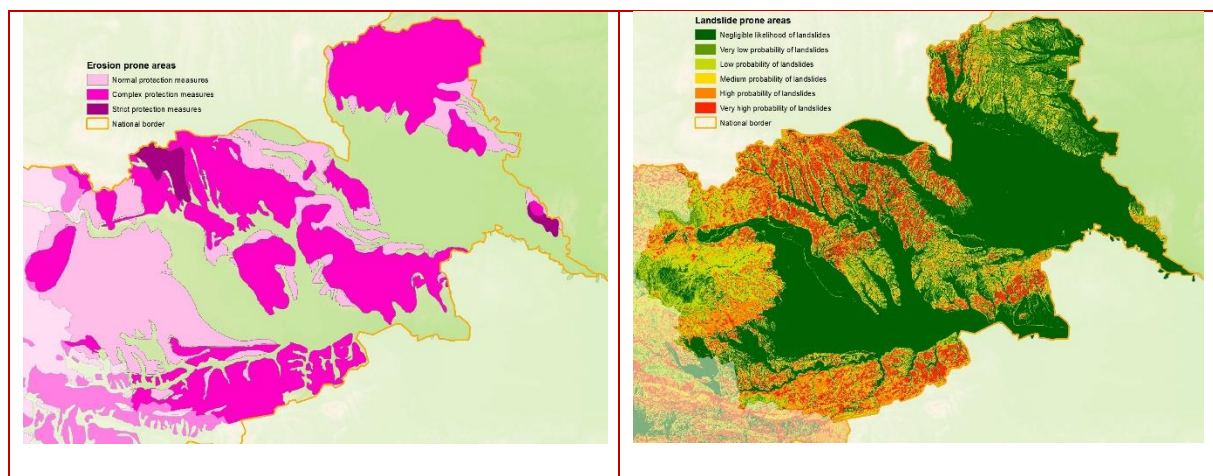 Erosion prone areas
Normal protection measures
Complex protection measures
Strict protection measures
National border
Landslide prone areas
Negligible likelihood of landslides
Very low probability of landslides
Low probability of landslides
Medium probability of landslides
High probability of landslides
Very high probability of landslides
National border